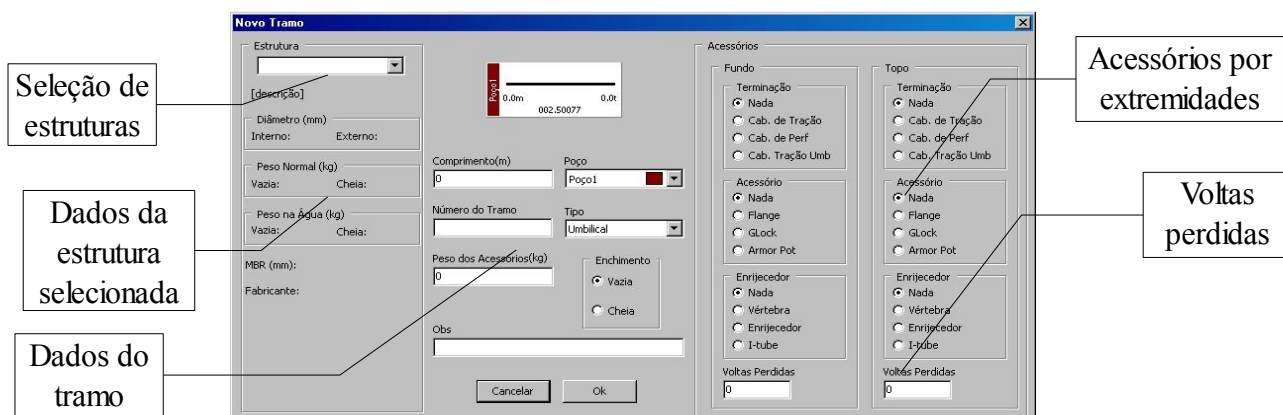 Novo Tramo
Seleção de
estruturas
Dados da
estrutura
selecionada
Dados do
tramo
Estrutura
[descrição]
Diâmetro (mm)
Interno: Externo:
Peso Normal (kg)
Vazia: Cheia:
Peso na Água (kg)
Vazia: Cheia:
MBR (mm):
Fabricante:
Poço1
0.0m 0.0t
002.50077
Comprimento(m) Poço
0 Poço1
Número do Tramo Tipo
Umbilical
Peso dos Acessórios(kg) Enchimento
0 Vazia
Cheia
Obs
Cancelar Ok
Acessórios
Fundo
Terminação
Nada
Cab. de Tração
Cab. de Perf
Cab. Tração Umb
Acessório
Nada
Flange
GLock
Armor Pot
Enrijecedor
Nada
Vértebra
Enrijecedor
I-tube
Voltas Perdidas
0
Topo
Terminação
Nada
Cab. de Tração
Cab. de Perf
Cab. Tração Umb
Acessório
Nada
Flange
GLock
Armor Pot
Enrijecedor
Nada
Vértebra
Enrijecedor
I-tube
Voltas Perdidas
0
Acessórios por
extremidades
Voltas
perdidas